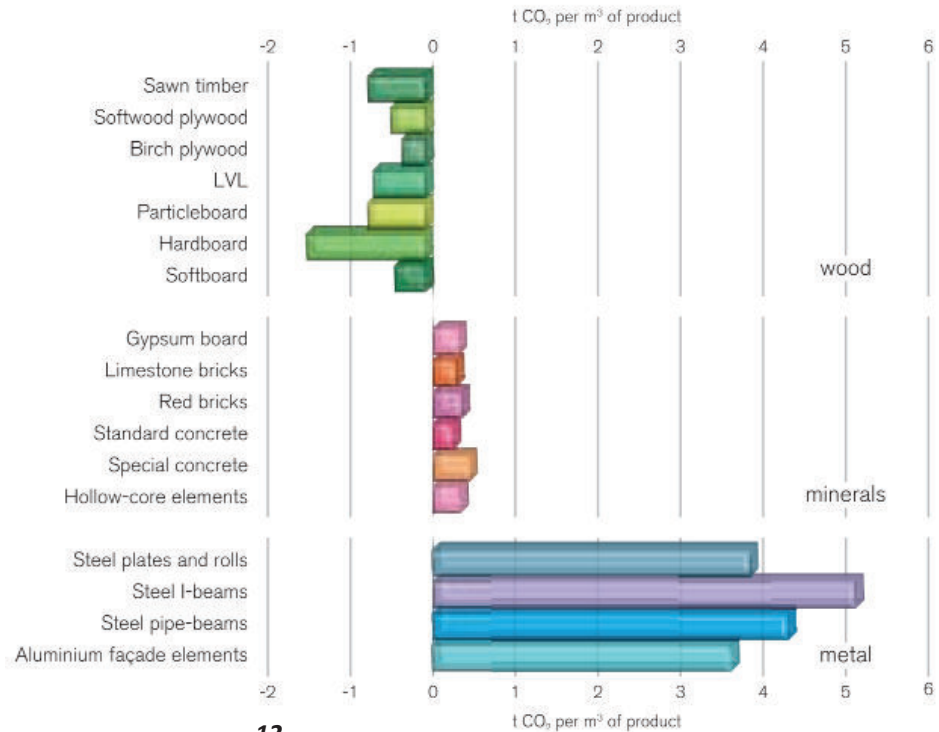 t CO₂ per m³ of product
-2 -1 0 1 2 3 4 5 6
Sawn timber
Softwood plywood
Birch plywood
LVL
Particleboard
Hardboard
Softboard
wood
Gypsum board
Limestone bricks
Red bricks
Standard concrete
Special concrete
Hollow-core elements
minerals
Steel plates and rolls
Steel I-beams
Steel pipe-beams
Aluminium façade elements
metal
-2 -1 0 1 2 3 4 5 6
t CO₂ per m³ of product